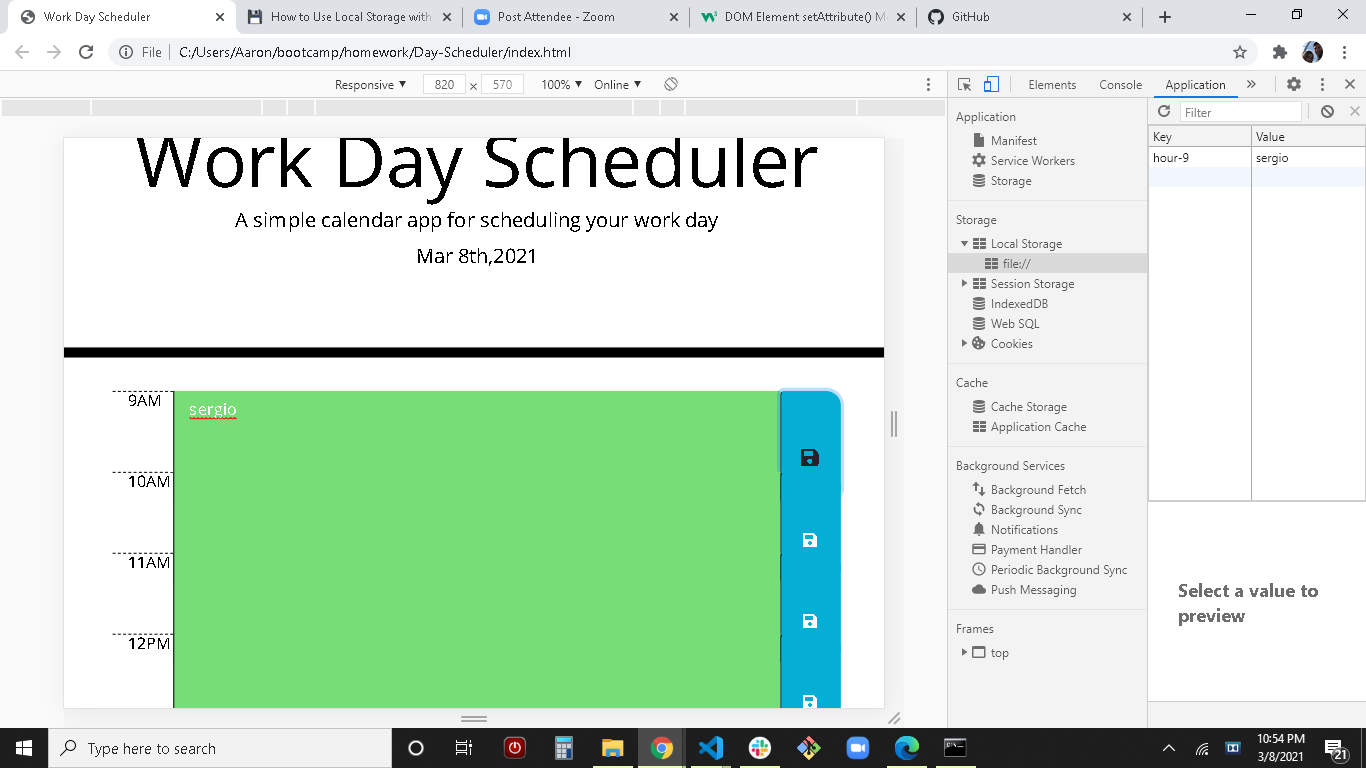 Work Day Scheduler
How to Use Local Storage with
Post Attendee - Zoom
DOM Element setAttribute() M
GitHub
File
C:/Users/Aaron/bootcamp/homework/Day-Scheduler/index.html
Responsive
820 x 570
100%
Online
Elements
Console
Application
Work Day Scheduler
A simple calendar app for scheduling your work day
Mar 8th,2021
9AM
sergio
10AM
11AM
12PM
Application
Manifest
Service Workers
Storage
Storage
Local Storage
file://
Session Storage
IndexedDB
Web SQL
Cookies
Cache
Cache Storage
Application Cache
Background Services
Background Fetch
Background Sync
Notifications
Payment Handler
Periodic Background Sync
Push Messaging
Frames
top
Filter
Key Value
hour-9 sergio
Select a value to
preview
Type here to search
10:54 PM
3/8/2021
21